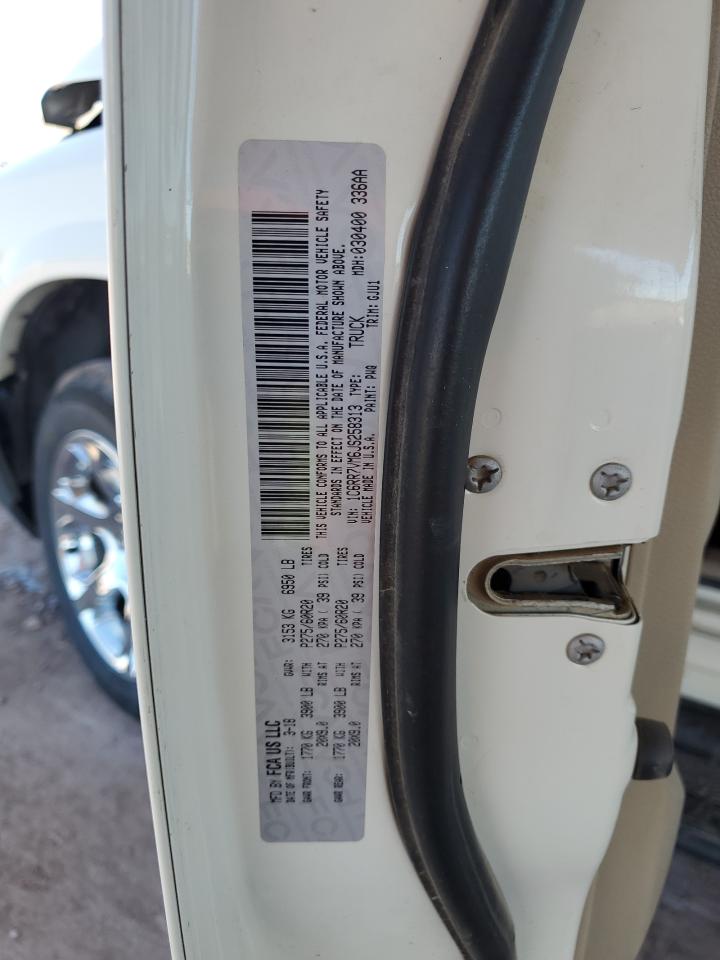 MFD BY FCA US LLC
DATE OF MFR(BUILT): 3-18 GVWR: 3153 KG 6950 LB
GAWR FRONT: 1770 KG 3900 LB WITH P275/60R20 TIRES
20X9.0 RIMS AT 270 KPA ( 39 PSI) COLD
GAWR REAR: 1770 KG 3900 LB WITH P275/60R20 TIRES
20X9.0 RIMS AT 270 KPA ( 39 PSI) COLD
THIS VEHICLE CONFORMS TO ALL APPLICABLE U.S.A. FEDERAL MOTOR VEHICLE SAFETY
STANDARDS IN EFFECT ON THE DATE OF MANUFACTURE SHOWN ABOVE.
VIN: 1C6RR7VM6JS258313 TYPE: TRUCK MDH: 030400 336AA
VEHICLE MADE IN U.S.A. PAINT: PW8 TRIM: GJU1